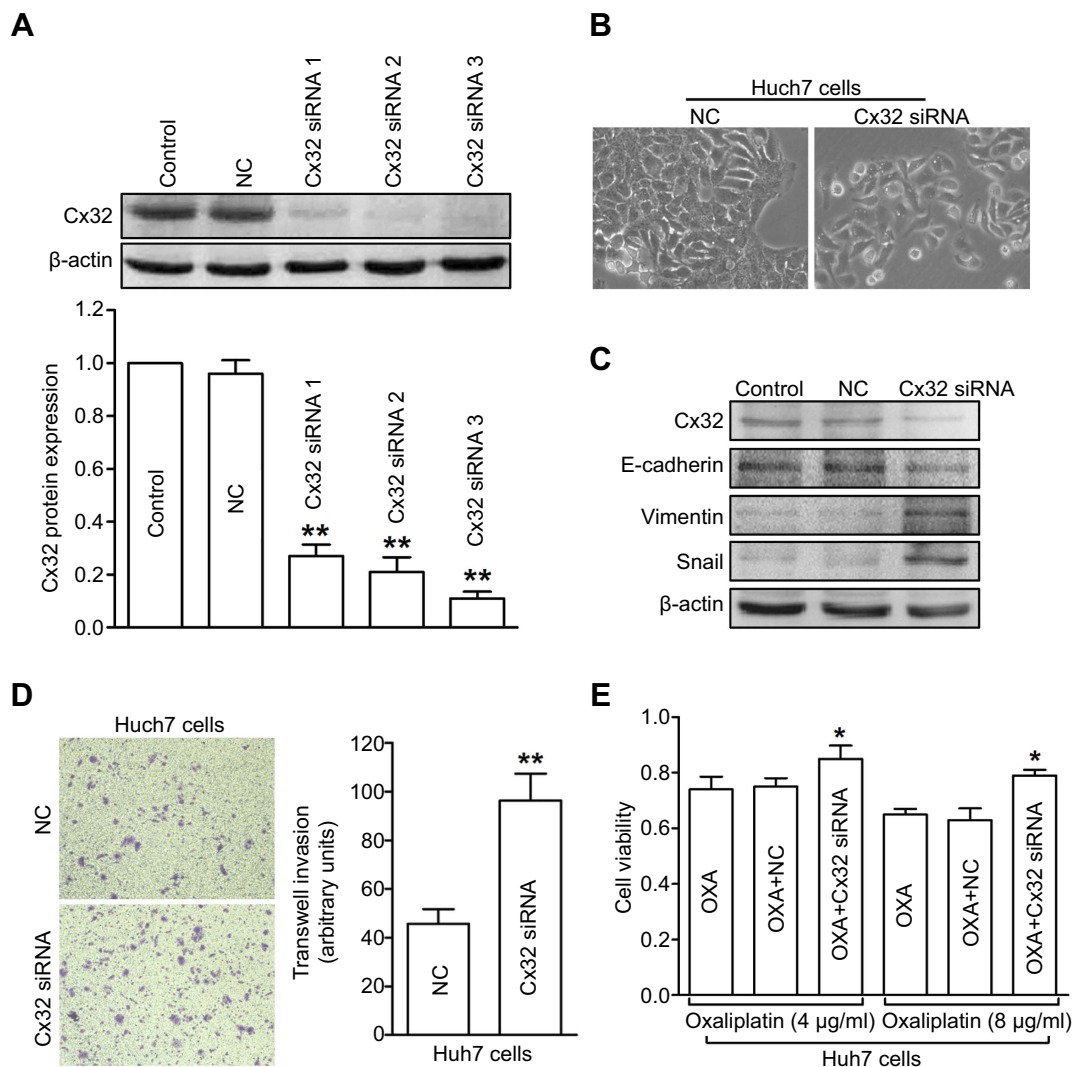 A
Control
NC
Cx32 siRNA 1
Cx32 siRNA 2
Cx32 siRNA 3
Cx32
β-actin
Cx32 protein expression
1.2
1.0
0.8
0.6
0.4
0.2
0.0
Control
NC
Cx32 siRNA 1
**
Cx32 siRNA 2
**
Cx32 siRNA 3
**
B
Huch7 cells
NC
Cx32 siRNA
C
Control
NC
Cx32 siRNA
Cx32
E-cadherin
Vimentin
Snail
β-actin
D
Huch7 cells
NC
Cx32 siRNA
Transwell invasion
(arbitrary units)
120
100
80
60
40
20
0
NC
**
Cx32 siRNA
Huh7 cells
E
Cell viability
1.0
0.8
0.6
0.4
0.2
0.0
OXA
OXA+NC
*
OXA+Cx32 siRNA
OXA
OXA+NC
*
OXA+Cx32 siRNA
Oxaliplatin (4 µg/ml)
Oxaliplatin (8 µg/ml)
Huh7 cells